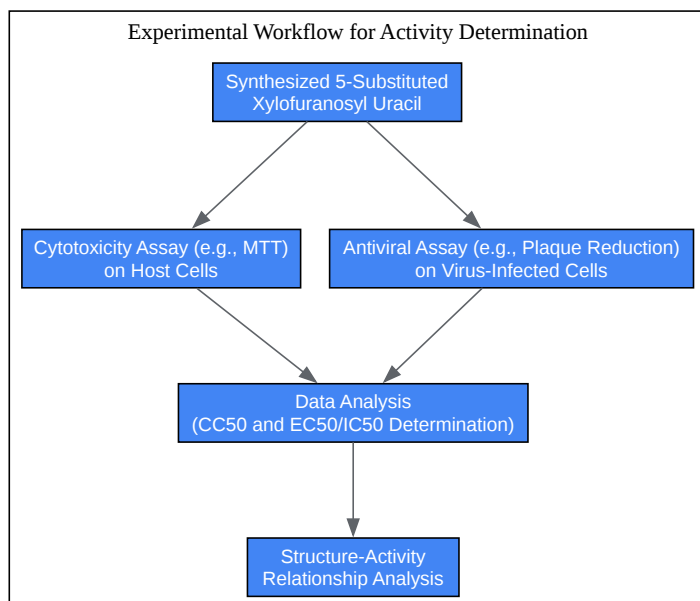 Experimental Workflow for Activity Determination
Synthesized 5-Substituted
Xylofuranosyl Uracil
Cytotoxicity Assay (e.g., MTT)
on Host Cells
Antiviral Assay (e.g., Plaque Reduction)
on Virus-Infected Cells
Data Analysis
(CC50 and EC50/IC50 Determination)
Structure-Activity
Relationship Analysis